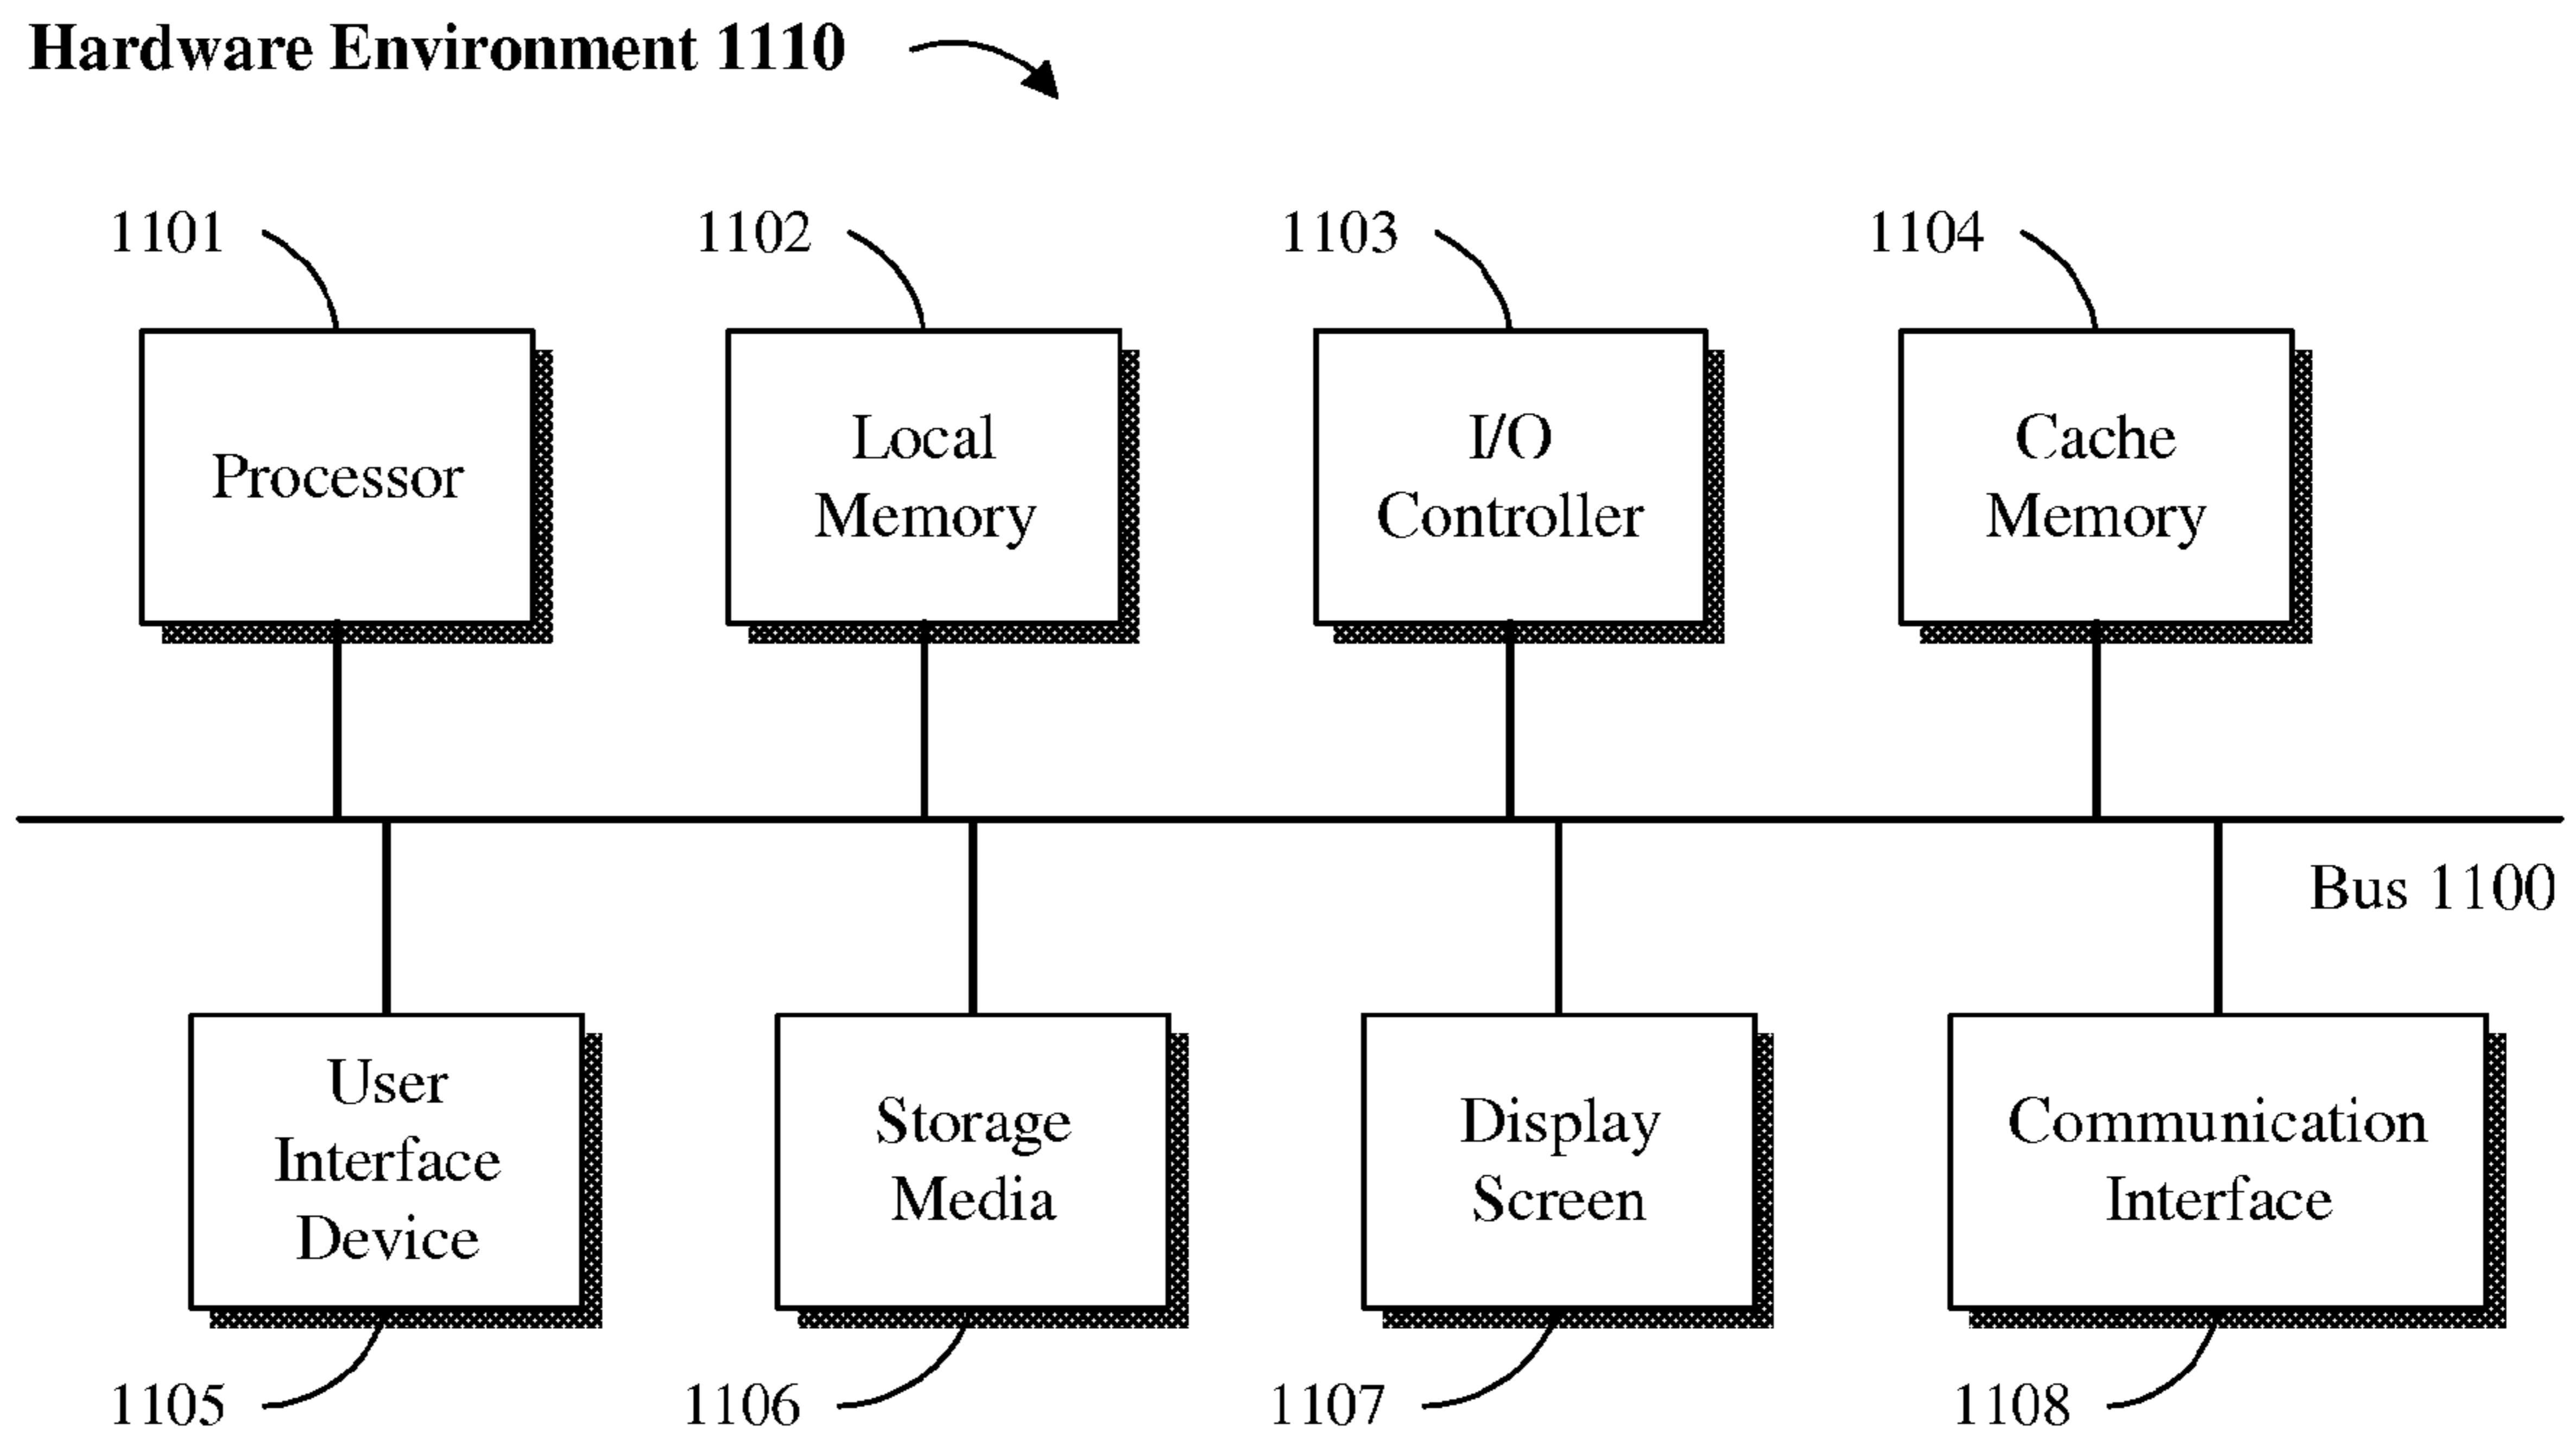 Hardware Environment 1110
1101
1102
1103
1104
Processor
Local
Memory
I/O
Controller
Cache
Memory
Bus 1100
User
Interface
Device
Storage
Media
Display
Screen
Communication
Interface
1105
1106
1107
1108